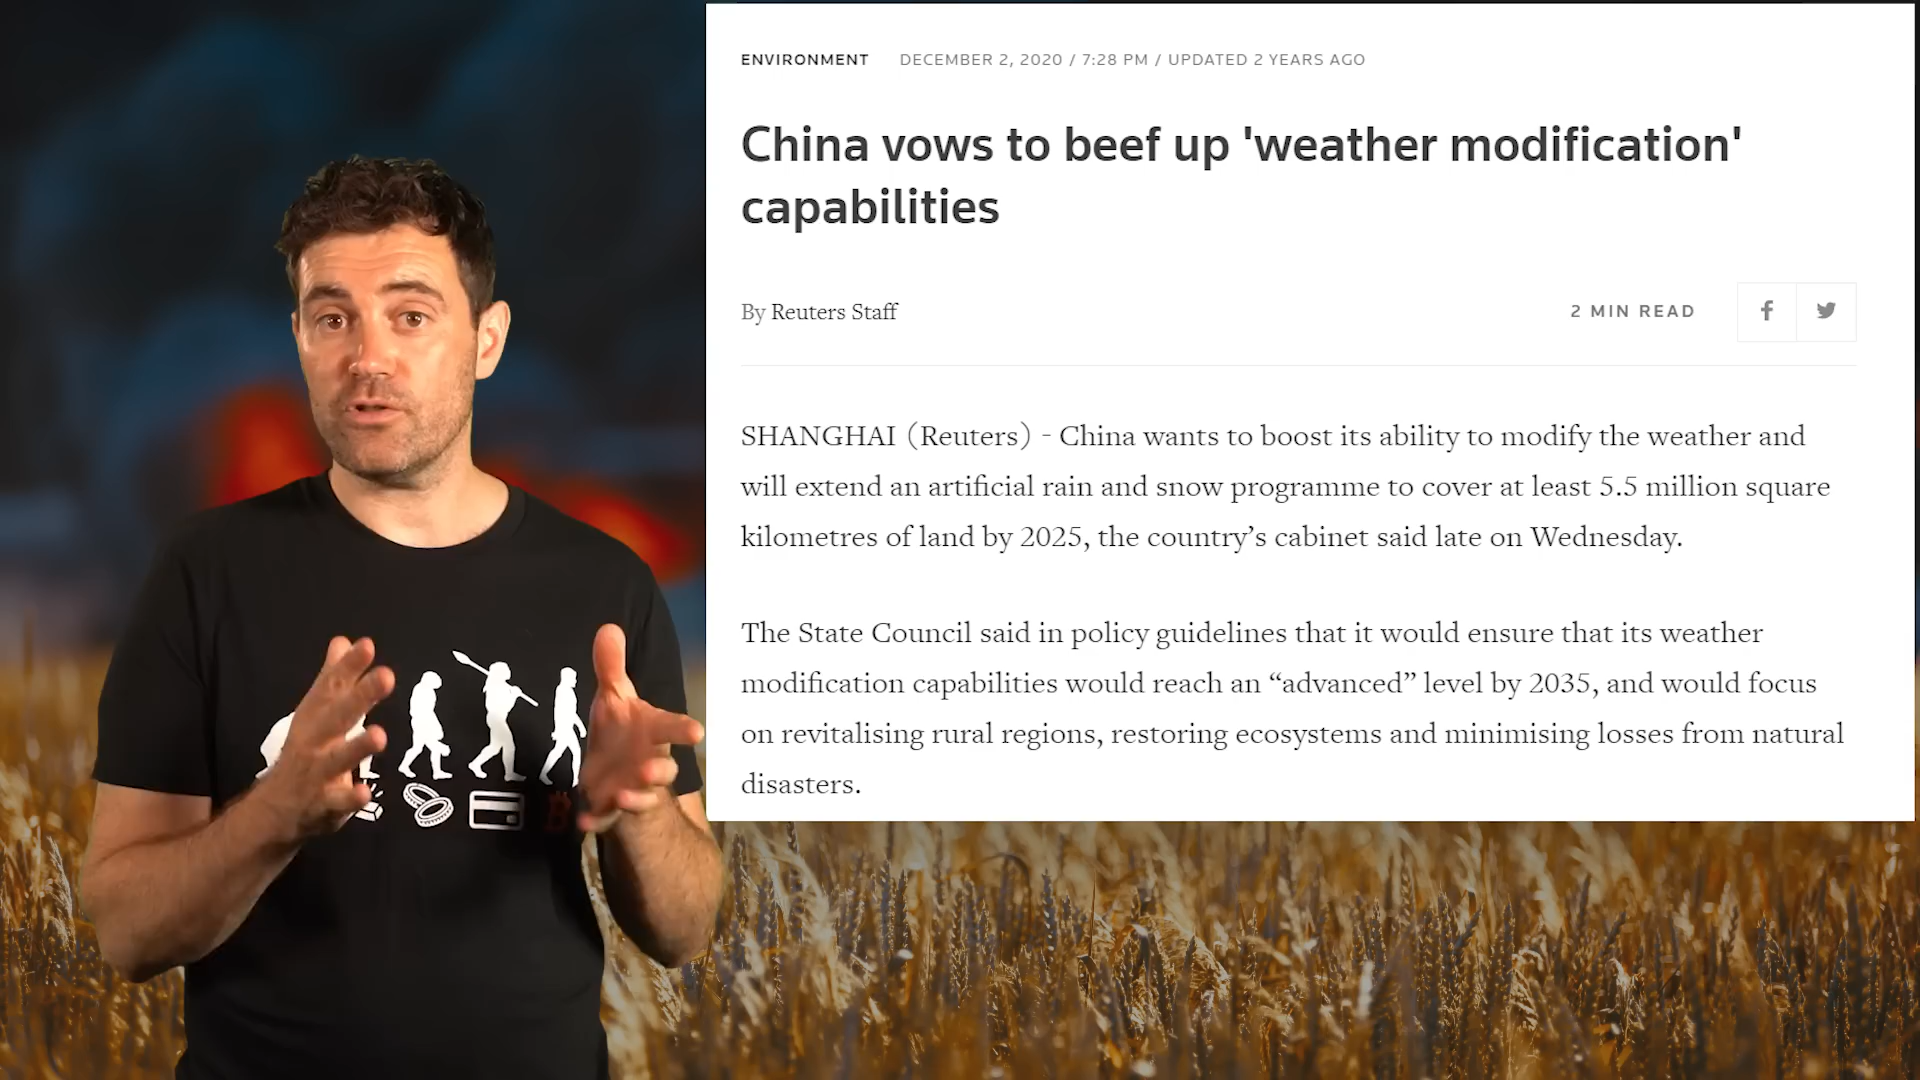 ENVIRONMENT DECEMBER 2, 2020 / 7:28 PM / UPDATED 2 YEARS AGO
China vows to beef up 'weather modification'
capabilities
By Reuters Staff
2 MIN READ
SHANGHAI (Reuters) - China wants to boost its ability to modify the weather and
will extend an artificial rain and snow programme to cover at least 5.5 million square
kilometres of land by 2025, the country’s cabinet said late on Wednesday.
The State Council said in policy guidelines that it would ensure that its weather
modification capabilities would reach an “advanced” level by 2035, and would focus
on revitalising rural regions, restoring ecosystems and minimising losses from natural
disasters.